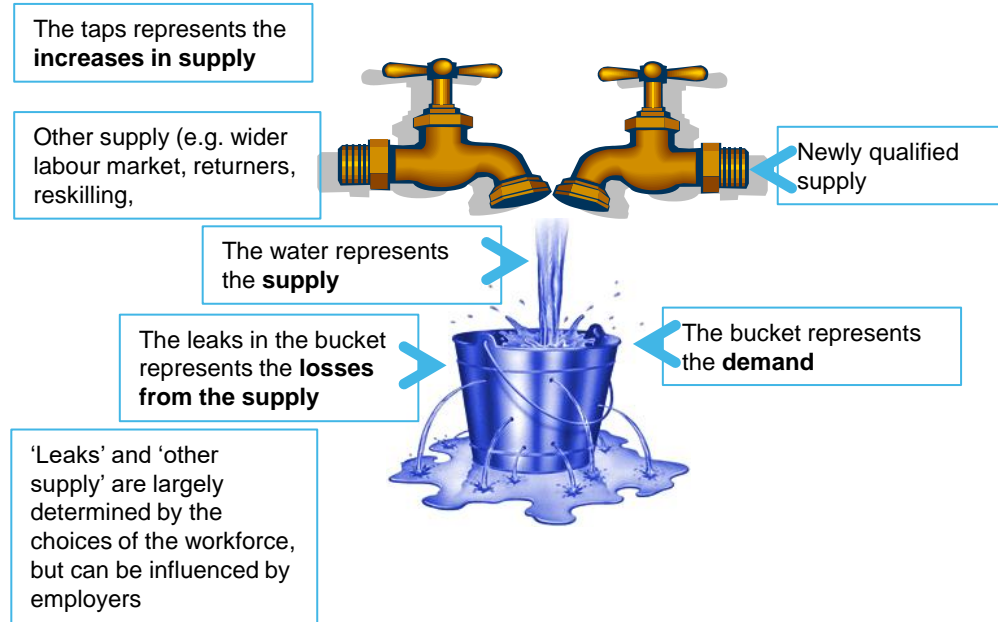 The taps represents the
increases in supply
Other supply (e.g. wider
labour market, returners,
reskilling,
Newly qualified
supply
The water represents
the supply
The leaks in the bucket
represents the losses
from the supply
The bucket represents
the demand
‘Leaks’ and ‘other
supply’ are largely
determined by the
choices of the workforce,
but can be influenced by
employers